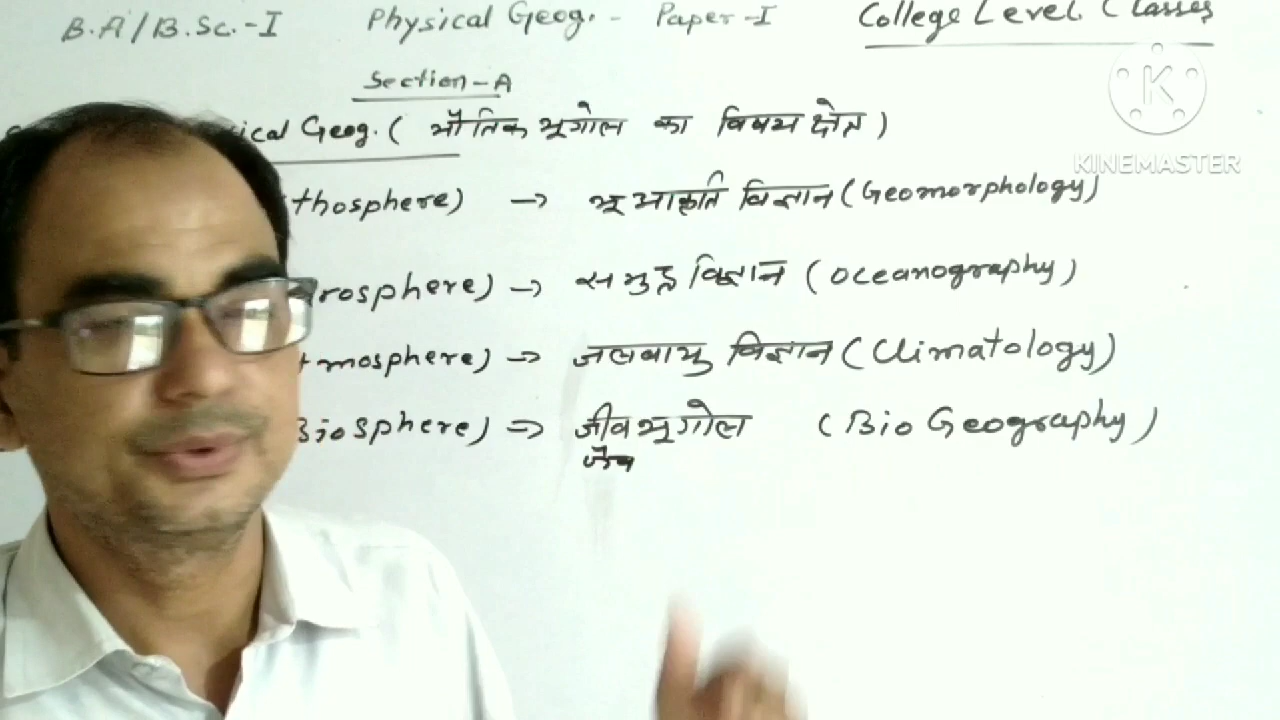 B.A/B.Sc.-I Physical Geog. - Paper-I College Level Classes
Section-A
ical Geog. ( भौतिक भूगोल का विषय क्षेत्र )
thosphere) → भू आकृति विज्ञान (Geomorphology)
rosphere) → समुद्र विज्ञान (Oceanography)
tmosphere) → जलवायु विज्ञान (Climatology)
Biosphere) ⇒ जीव भूगोल (Bio Geography)
जैव
K
KINEMASTER